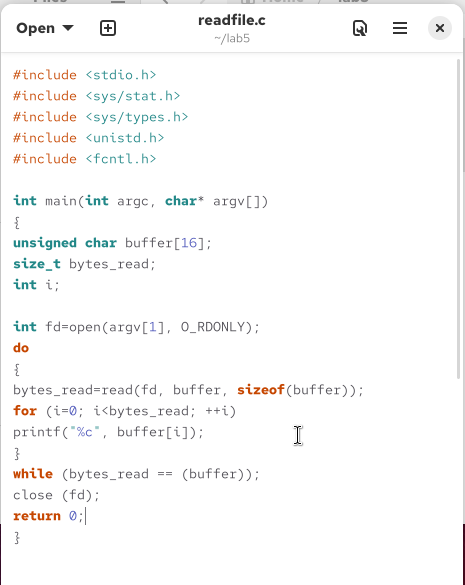 Open
readfile.c
~/lab5
#include <stdio.h>
#include <sys/stat.h>
#include <sys/types.h>
#include <unistd.h>
#include <fcntl.h>
int main(int argc, char* argv[])
{
unsigned char buffer[16];
size_t bytes_read;
int i;
int fd=open(argv[1], O_RDONLY);
do
{
bytes_read=read(fd, buffer, sizeof(buffer));
for (i=0; i<bytes_read; ++i)
printf("%c", buffer[i]);
}
while (bytes_read == (buffer));
close (fd);
return 0;
}